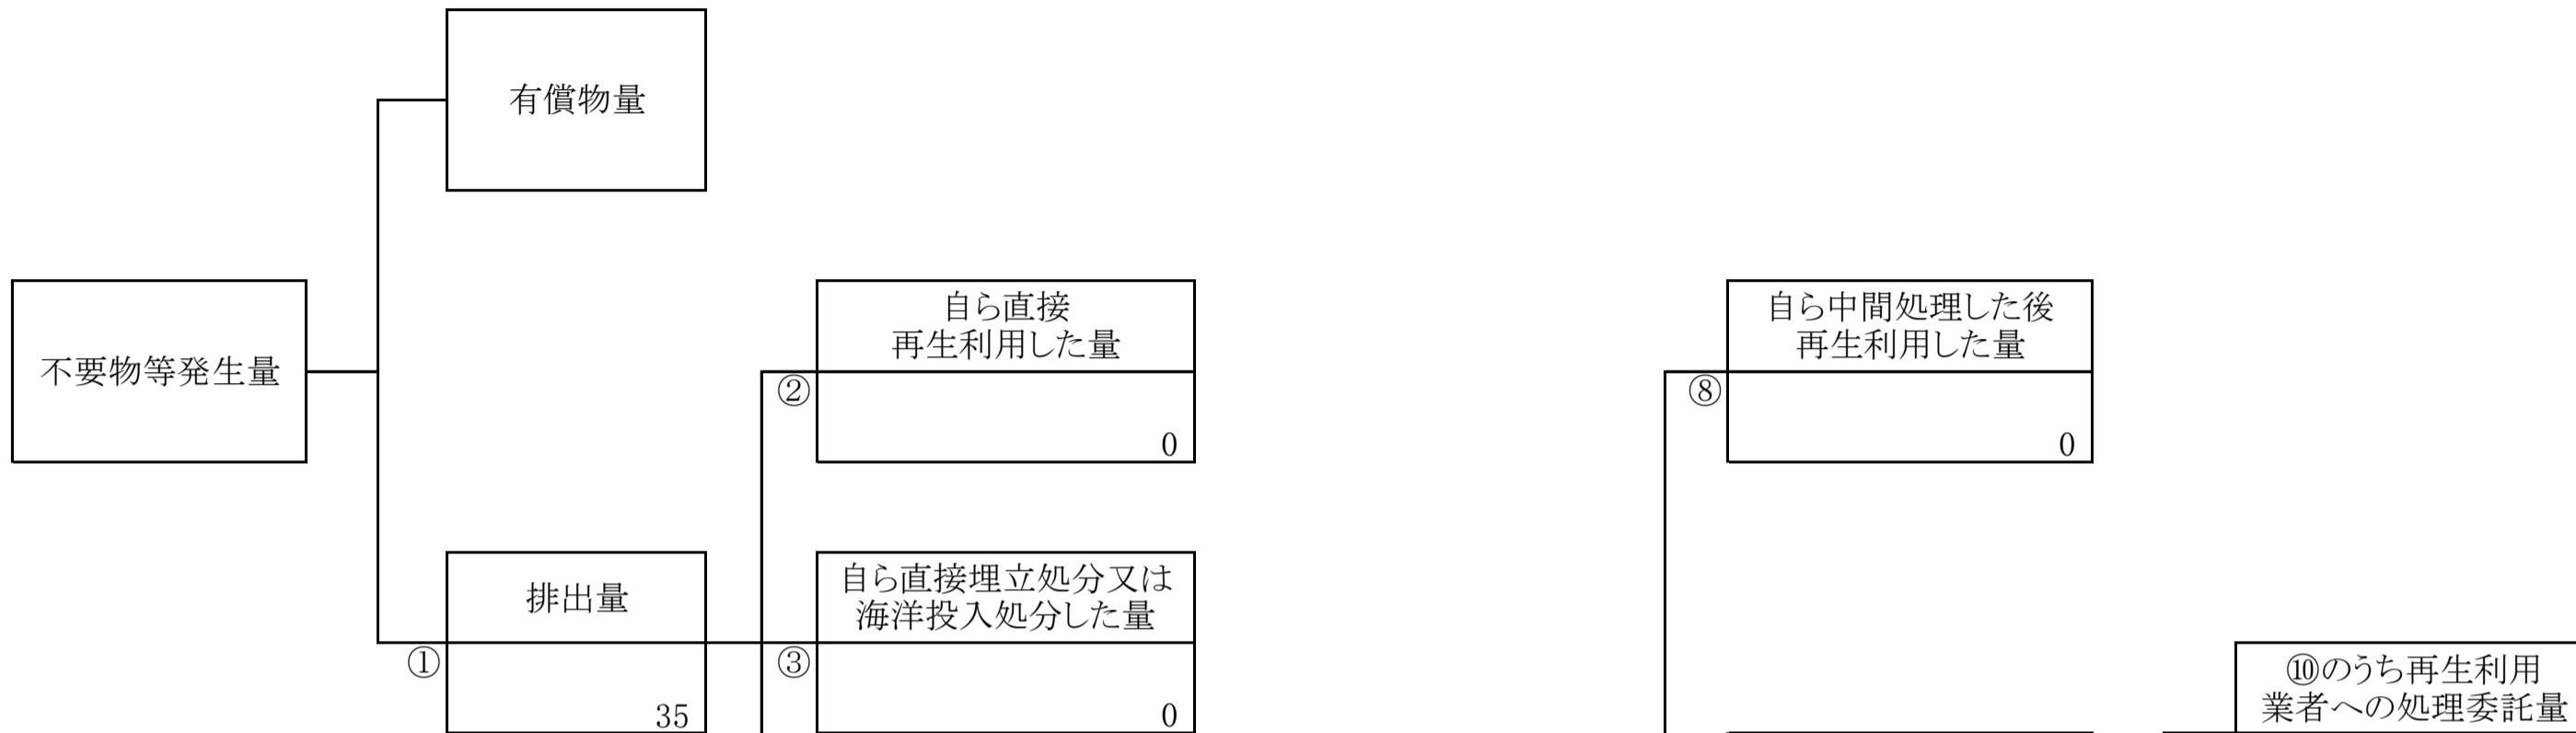 有償物量
不要物等発生量
自ら直接
再生利用した量
②
0
自ら中間処理した後
再生利用した量
⑧
0
排出量
①
35
自ら直接埋立処分又は
海洋投入処分した量
③
0
⑩のうち再生利用
業者への処理委託量